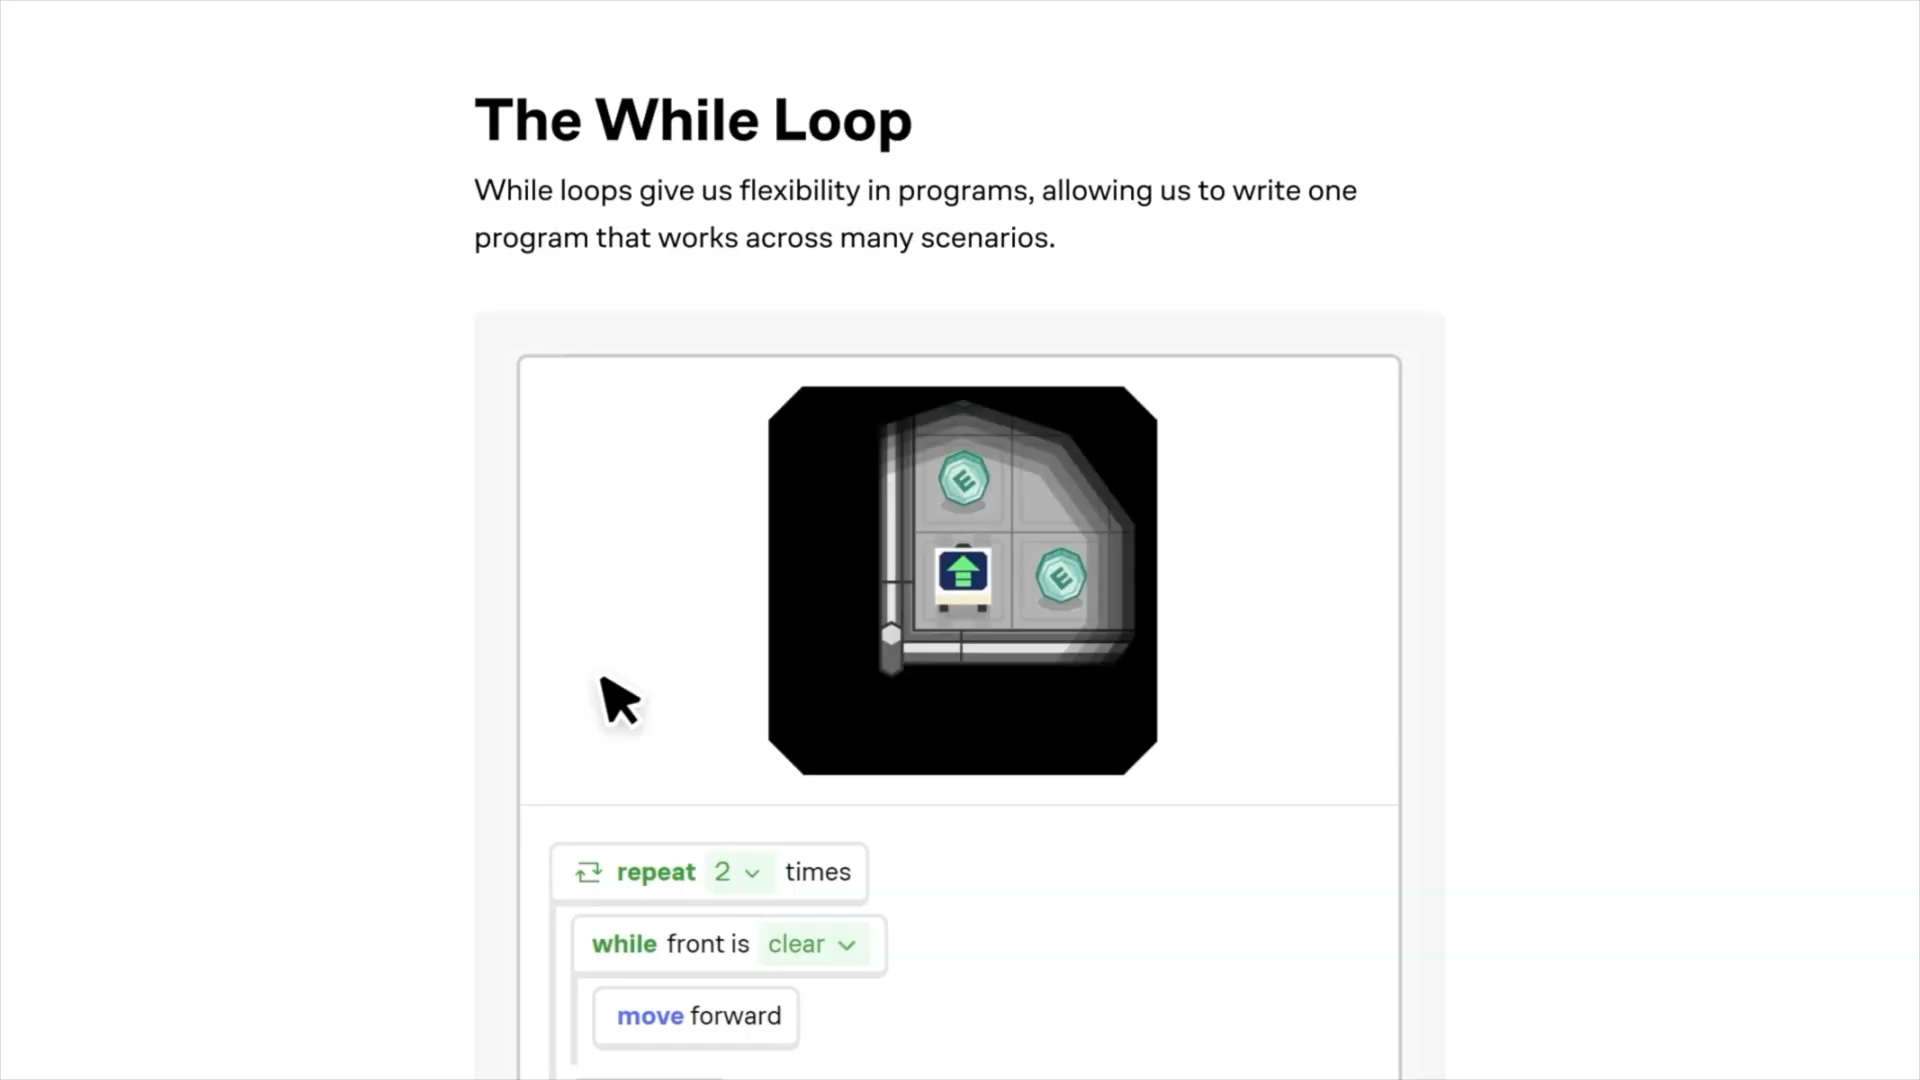 The While Loop
While loops give us flexibility in programs, allowing us to write one
program that works across many scenarios.
E
E
repeat 2 times
while front is clear
move forward